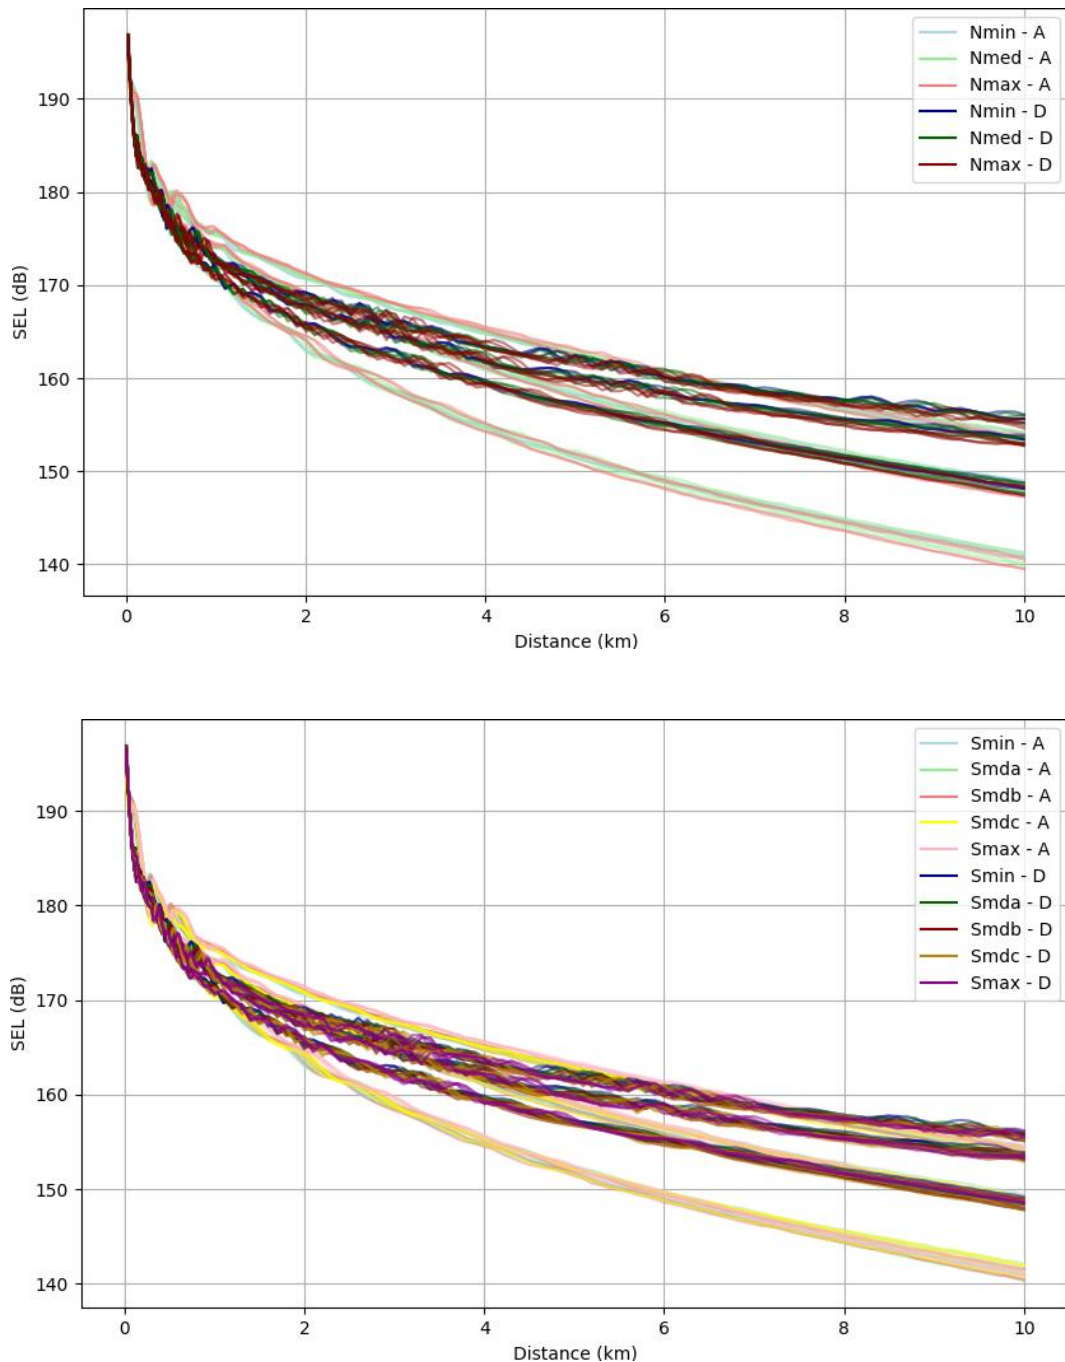 190
180
170
160
150
140
SEL (dB)
0 2 4 6 8 10
Distance (km)
Nmin - A
Nmed - A
Nmax - A
Nmin - D
Nmed - D
Nmax - D
190
180
170
160
150
140
SEL (dB)
0 2 4 6 8 10
Distance (km)
Smin - A
Smda - A
Smdb - A
Smdc - A
Smax - A
Smin - D
Smda - D
Smdb - D
Smdc - D
Smax - D